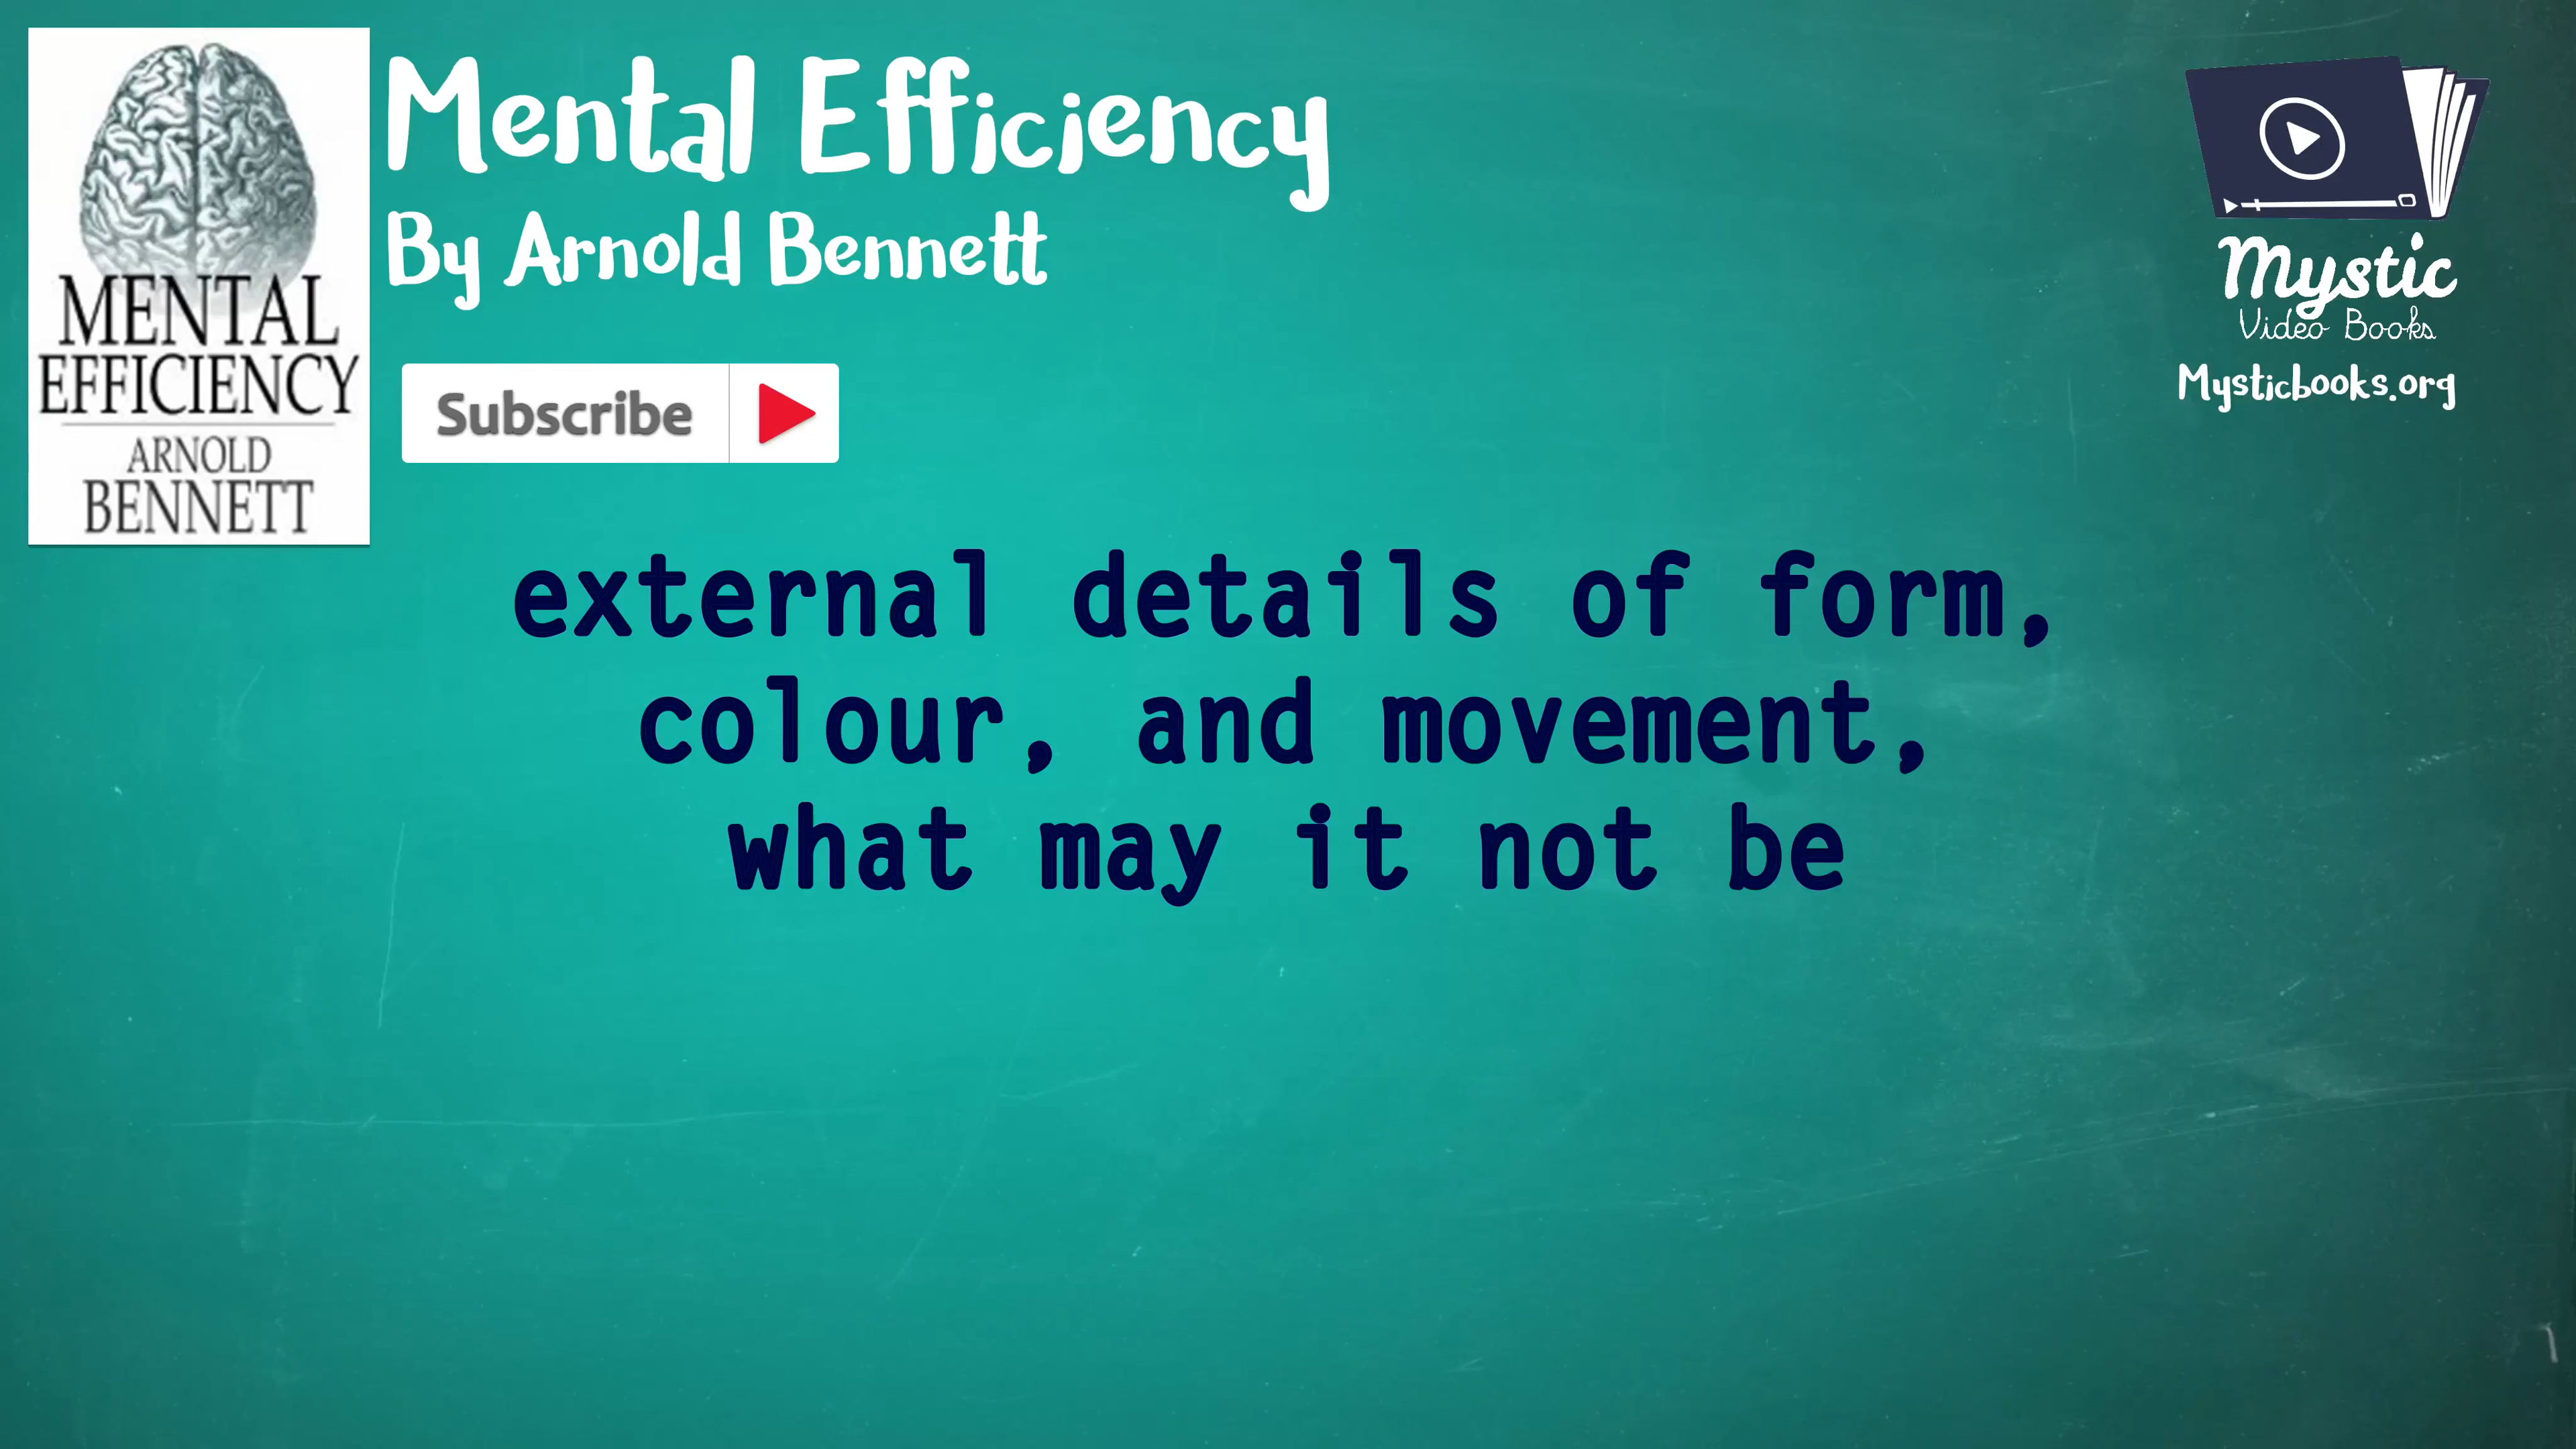 MENTAL
EFFICIENCY
ARNOLD
BENNETT
Mental Efficiency
By Arnold Bennett
Subscribe
Mystic
Video Books
Mysticbooks.org
external details of form,
colour, and movement,
what may it not be